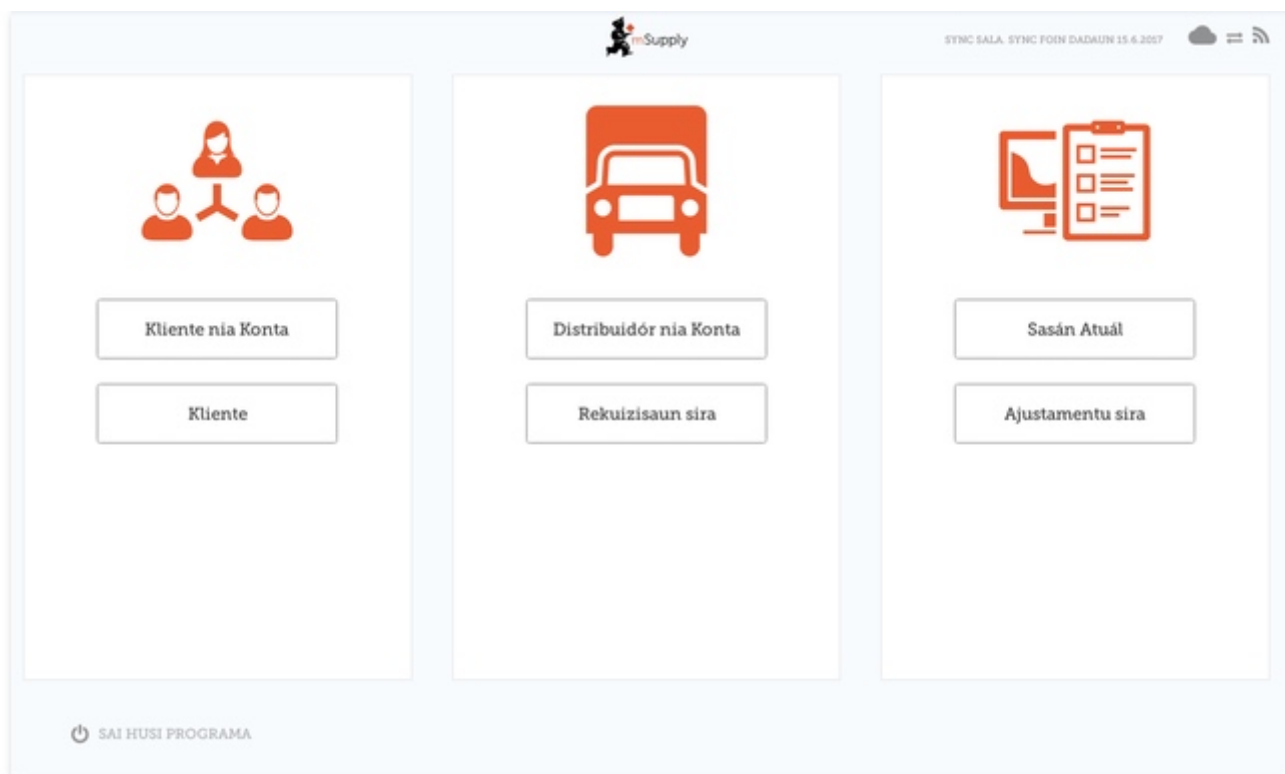 mSupply
SYNC SALA. SYNC FOIN DADAUN 15.6.2017
Kliente nia Konta
Kliente
Distribuidór nia Konta
Rekuizisaun sira
Sasán Atuál
Ajustamentu sira
SAI HUSI PROGRAMA